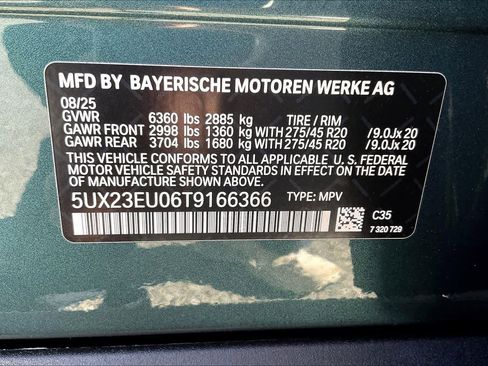 MFD BY BAYERISCHE MOTOREN WERKE AG
08/25
GVWR 6360 lbs 2885 kg TIRE / RIM
GAWR FRONT 2998 lbs 1360 kg WITH 275/45 R20 / 9.0Jx 20
GAWR REAR 3704 lbs 1680 kg WITH 275/45 R20 / 9.0Jx 20
THIS VEHICLE CONFORMS TO ALL APPLICABLE U. S. FEDERAL
MOTOR VEHICLE SAFETY STANDARDS IN EFFECT ON THE DATE
OF MANUFACTURE SHOWN ABOVE.
5UX23EU06T9166366 TYPE: MPV
C35
7 320 729